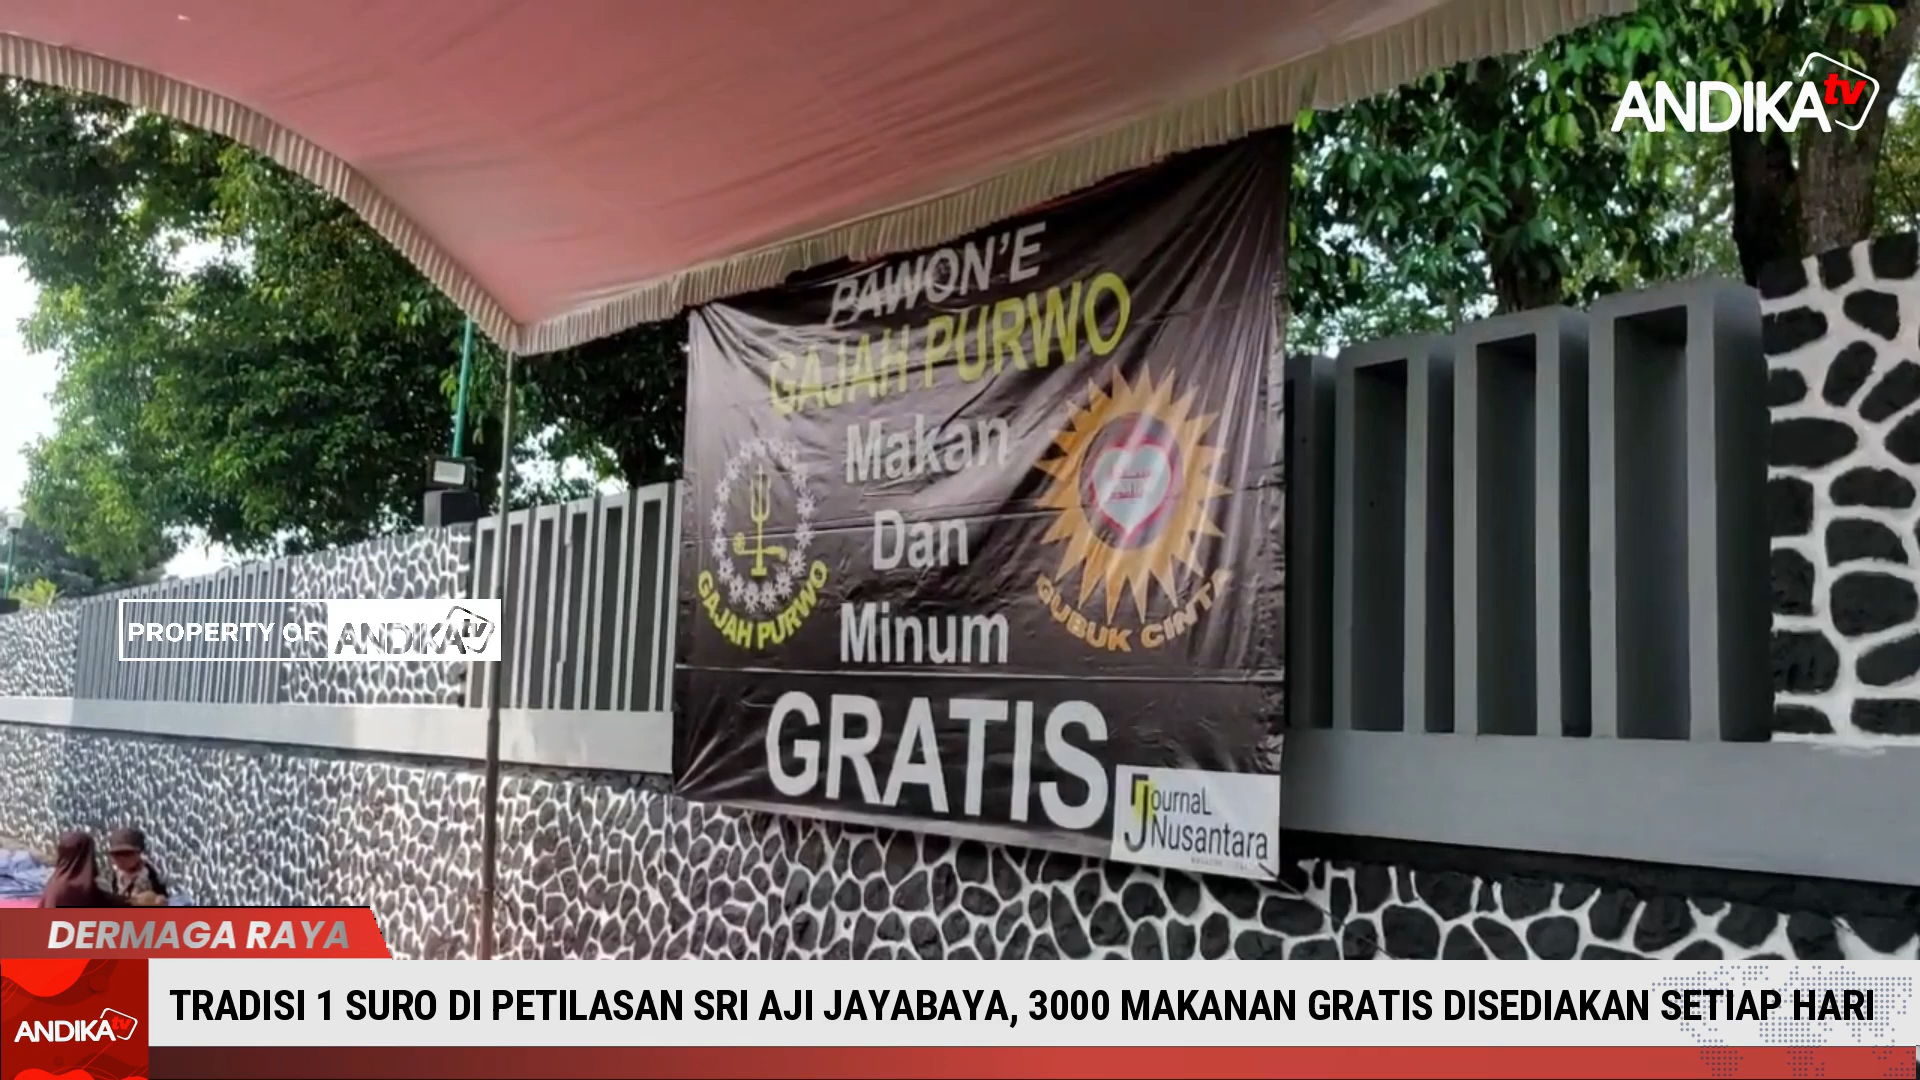 ANDIKA tv
PAWON'E
GAJAH PURWO
Makan
Dan
Minum
GRATIS
GAJAH PURWO
GUBUK CINTA
Journal
Nusantara
PROPERTY OF ANDIKA tv
DERMAGA RAYA
ANDIKA tv
TRADISI 1 SURO DI PETILASAN SRI AJI JAYABAYA, 3000 MAKANAN GRATIS DISEDIAKAN SETIAP HARI